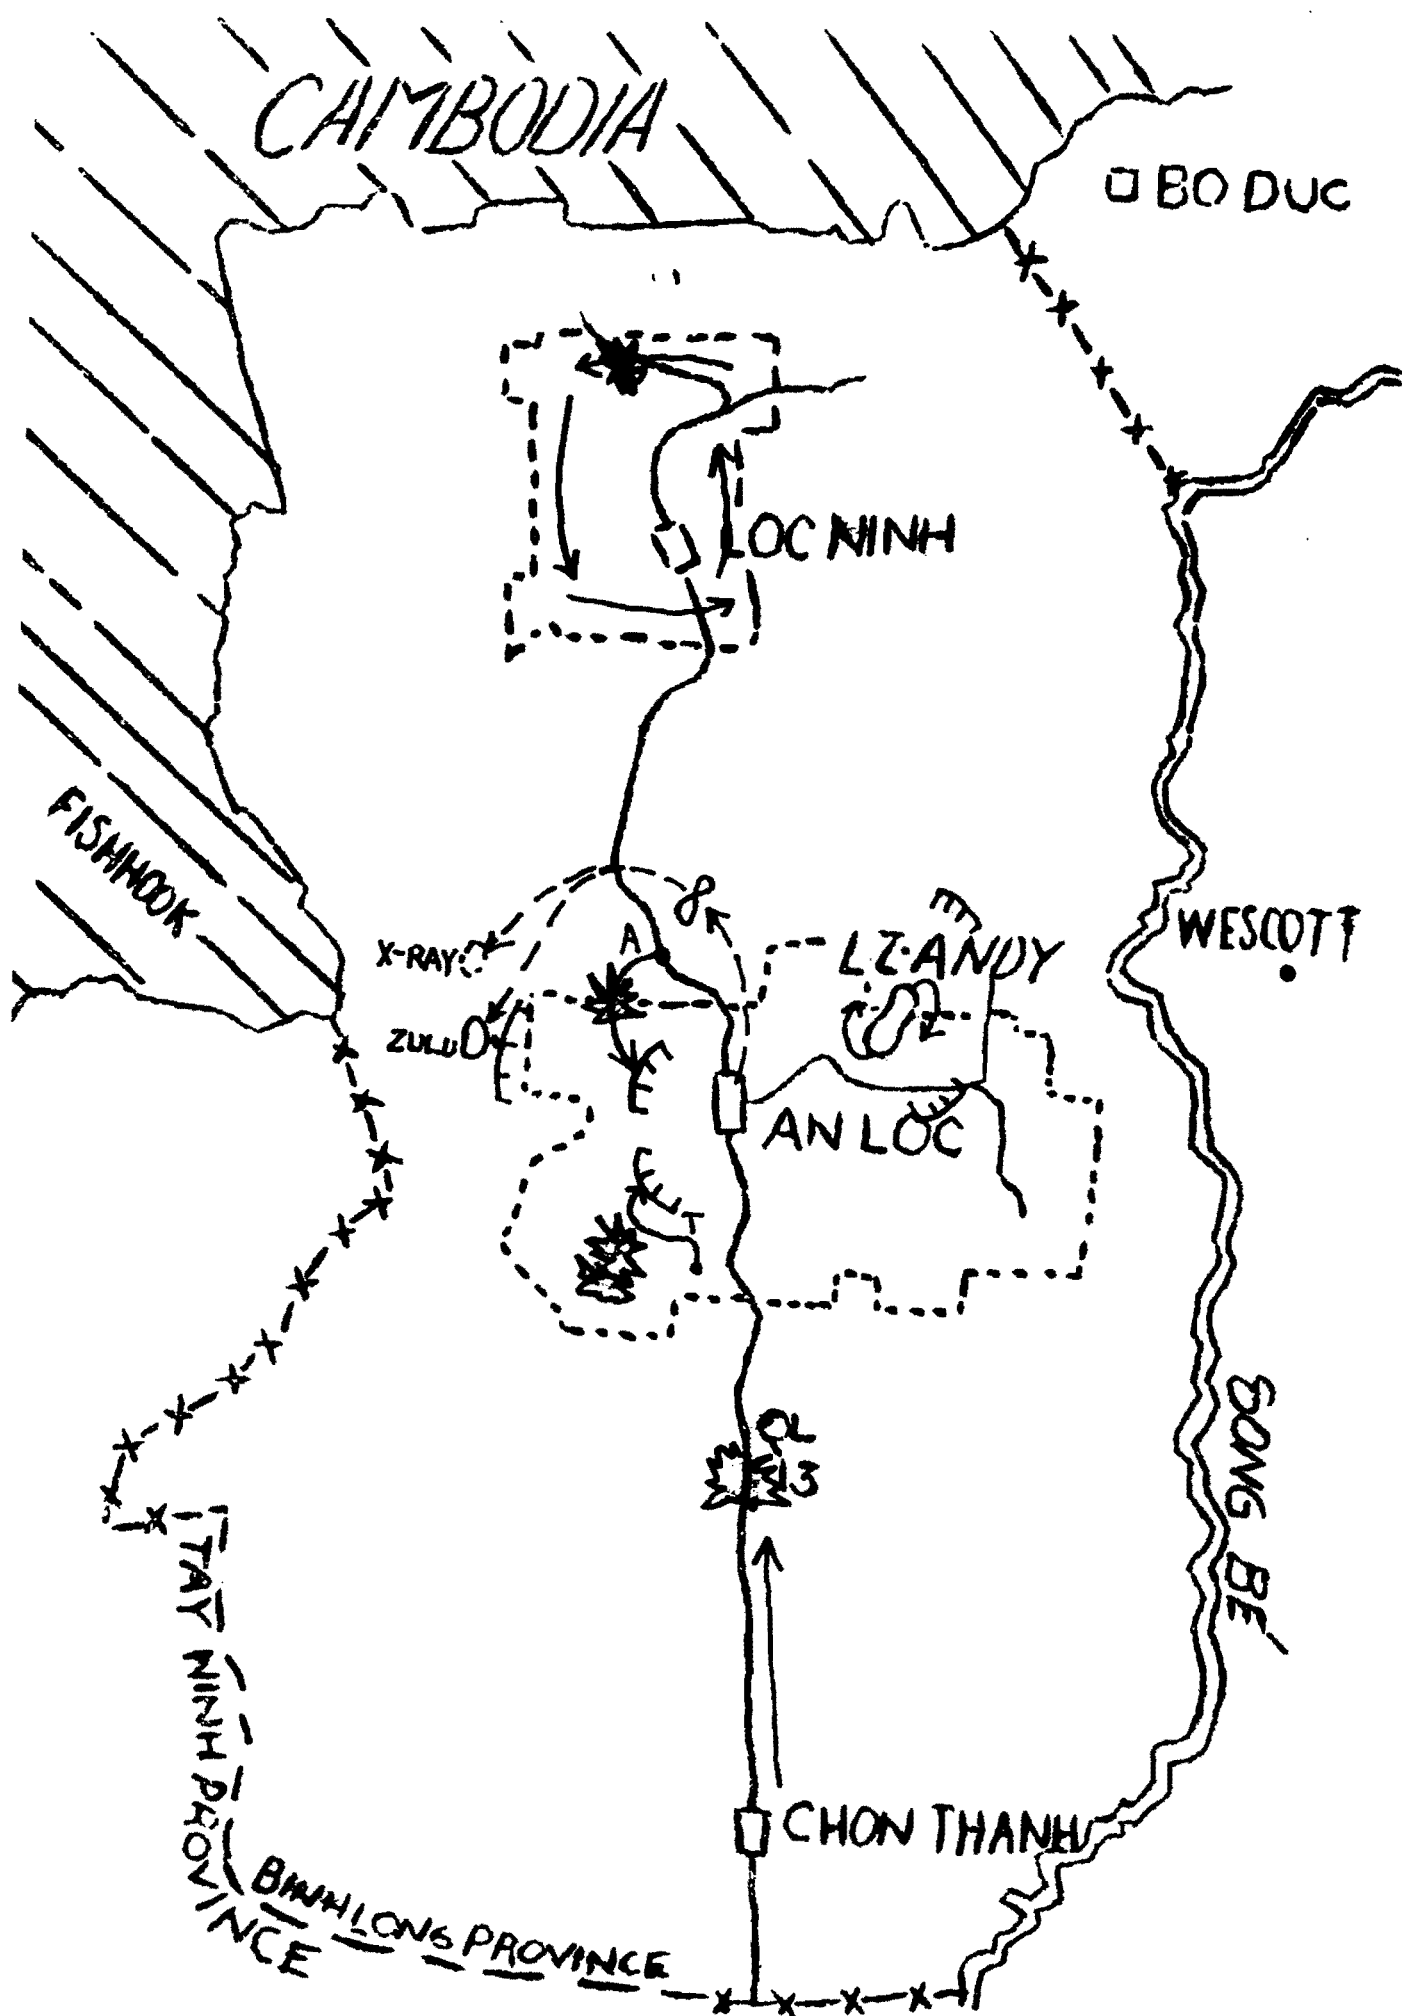 CAMBODIA
BO DUC
LOC NINH
FISHHOOK
8
A
X-RAY
LZ·ANDY
WESCOTT
ZULU
AN LOC
T
QL
13
SONG BE
TAY NINH PROVINCE
CHON THANH
BINH LONG PROVINCE